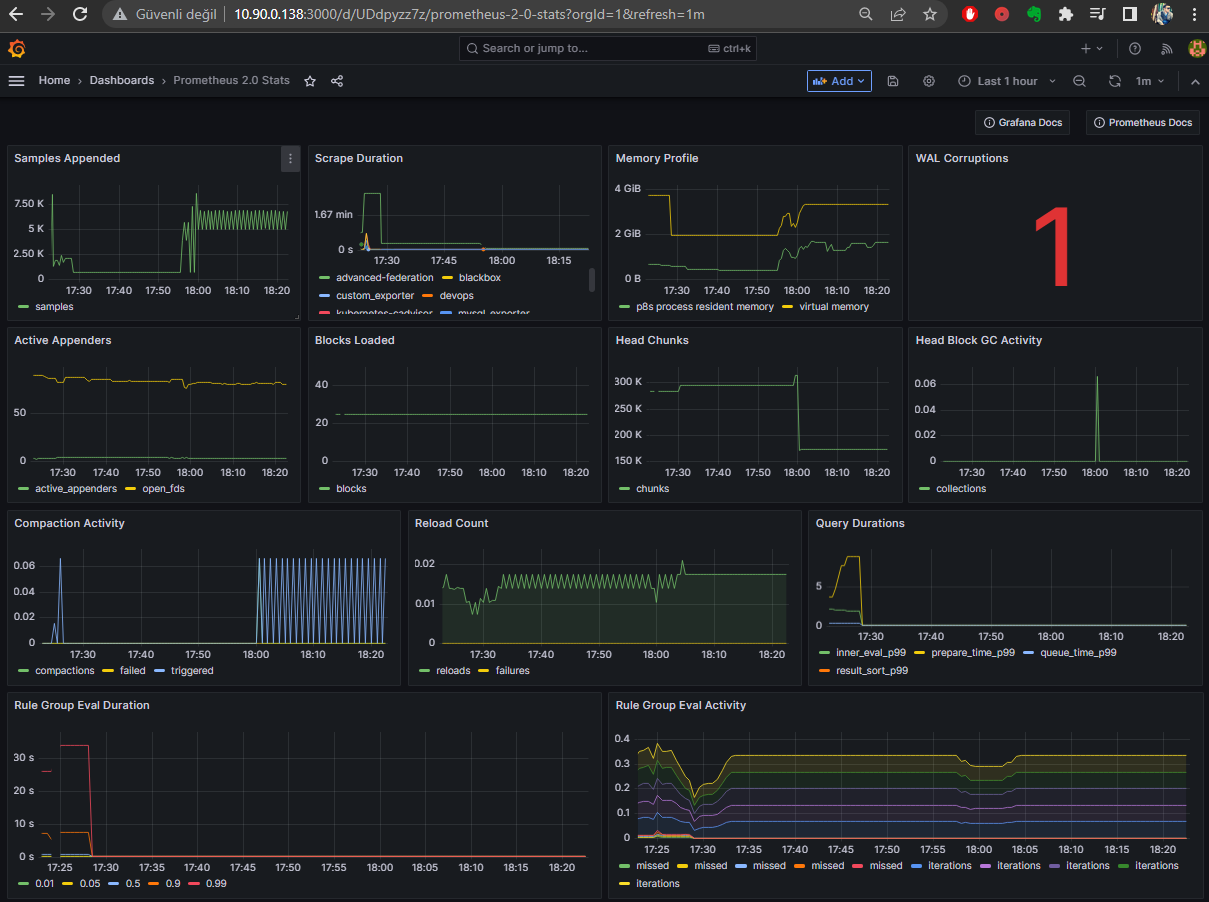 Güvenli değil | 10.90.0.138:3000/d/UDdpyzz7z/prometheus-2-0-stats?orgId=1&refresh=1m
Search or jump to... ctrl+k
Home › Dashboards › Prometheus 2.0 Stats
Add
Last 1 hour
1m
Grafana Docs
Prometheus Docs
Samples Appended
7.50 K
5 K
2.50 K
0
17:30 17:40 17:50 18:00 18:10 18:20
samples
Scrape Duration
1.67 min
0 s
17:30 17:45 18:00 18:15
advanced-federation blackbox
custom_exporter devops
kubernetes-cadvisor mysql_exporter
Memory Profile
4 GiB
2 GiB
0 B
17:30 17:40 17:50 18:00 18:10 18:20
p8s process resident memory virtual memory
WAL Corruptions
1
Active Appenders
50
0
17:30 17:40 17:50 18:00 18:10 18:20
active_appenders open_fds
Blocks Loaded
40
20
0
17:30 17:40 17:50 18:00 18:10 18:20
blocks
Head Chunks
300 K
250 K
200 K
150 K
17:30 17:40 17:50 18:00 18:10 18:20
chunks
Head Block GC Activity
0.06
0.04
0.02
0
17:30 17:40 17:50 18:00 18:10 18:20
collections
Compaction Activity
0.06
0.04
0.02
0
17:30 17:40 17:50 18:00 18:10 18:20
compactions failed triggered
Reload Count
0.02
0.01
0
17:30 17:40 17:50 18:00 18:10 18:20
reloads failures
Query Durations
5
0
17:30 17:40 17:50 18:00 18:10 18:20
inner_eval_p99 prepare_time_p99 queue_time_p99
result_sort_p99
Rule Group Eval Duration
30 s
20 s
10 s
0 s
17:25 17:30 17:35 17:40 17:45 17:50 17:55 18:00 18:05 18:10 18:15 18:20
0.01 0.05 0.5 0.9 0.99
Rule Group Eval Activity
0.4
0.3
0.2
0.1
0
17:25 17:30 17:35 17:40 17:45 17:50 17:55 18:00 18:05 18:10 18:15 18:20
missed missed missed missed missed iterations iterations iterations iterations
iterations